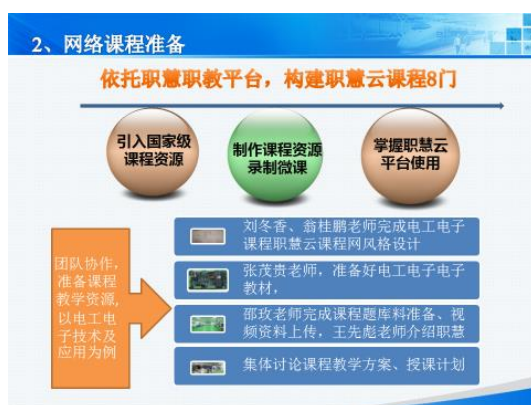 2、网络课程准备
依托职慧职教平台，构建职慧云课程8门
引入国家级
课程资源
制作课程资源
录制微课
掌握职慧云
平台使用
团队协作，
准备课程
教学资源,
以电工电
子技术及
应用为例
刘冬香、翁桂鹏老师完成电工电子
课程职慧云课程网风格设计
张茂贵老师，准备好电工电子电子
教材，
邵玫老师完成课程题库料准备、视
频资料上传，王先彪老师介绍职慧
集体讨论课程教学方案、授课计划